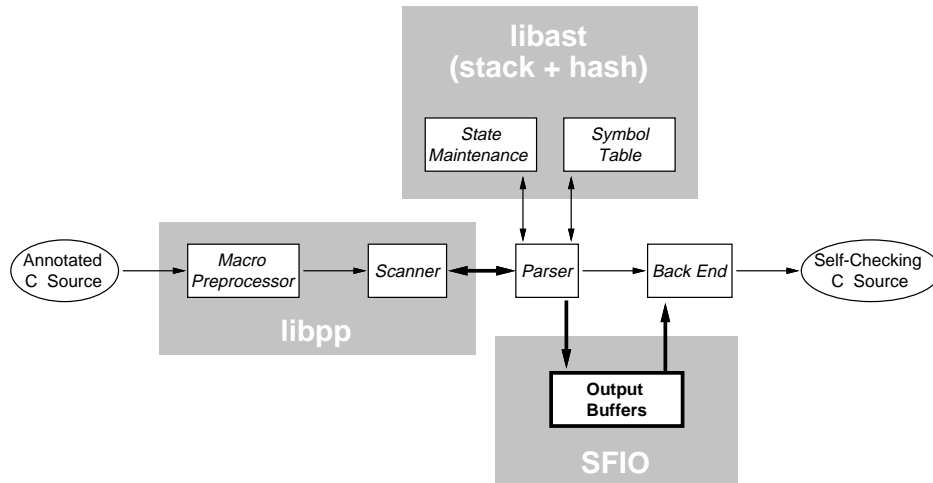 libast
(stack + hash)
State
Maintenance
Symbol
Table
Annotated
C Source
Macro
Preprocessor
Scanner
Parser
Back End
Self-Checking
C Source
libpp
Output
Buffers
SFIO